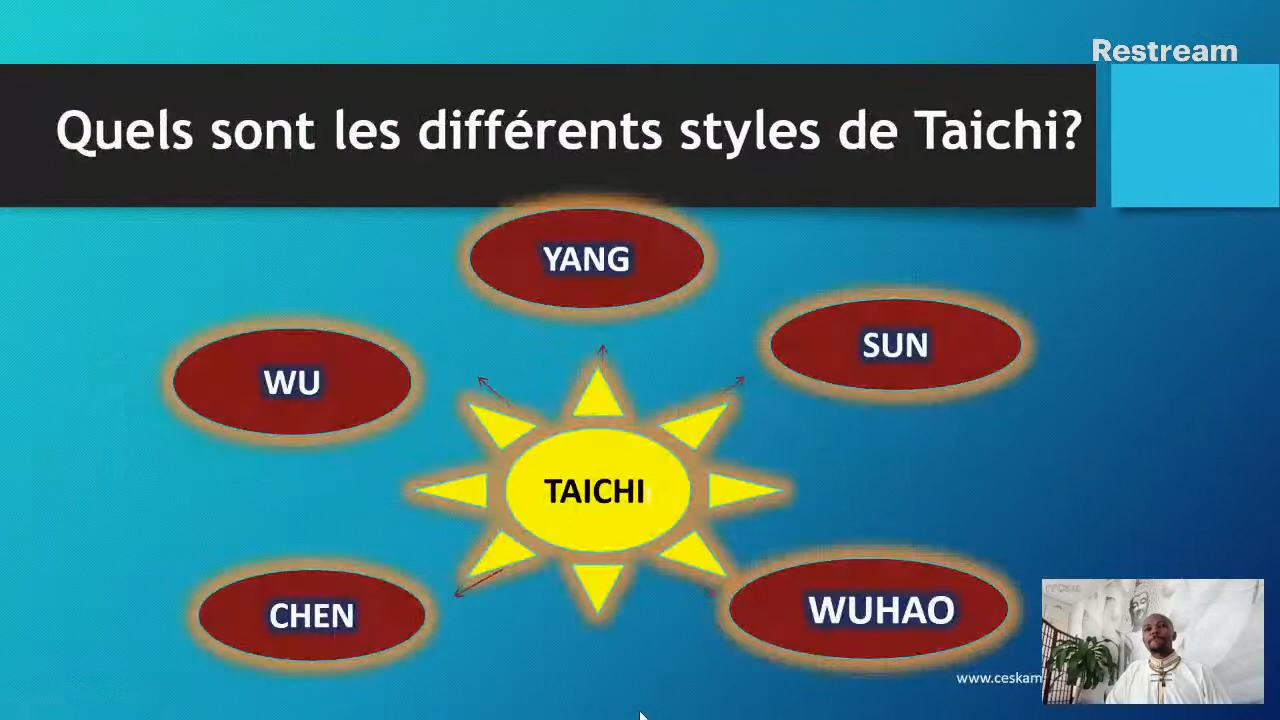 Restream
Quels sont les différents styles de Taichi?
YANG
SUN
WU
TAICHI
CHEN
WUHAO
www.ceskam